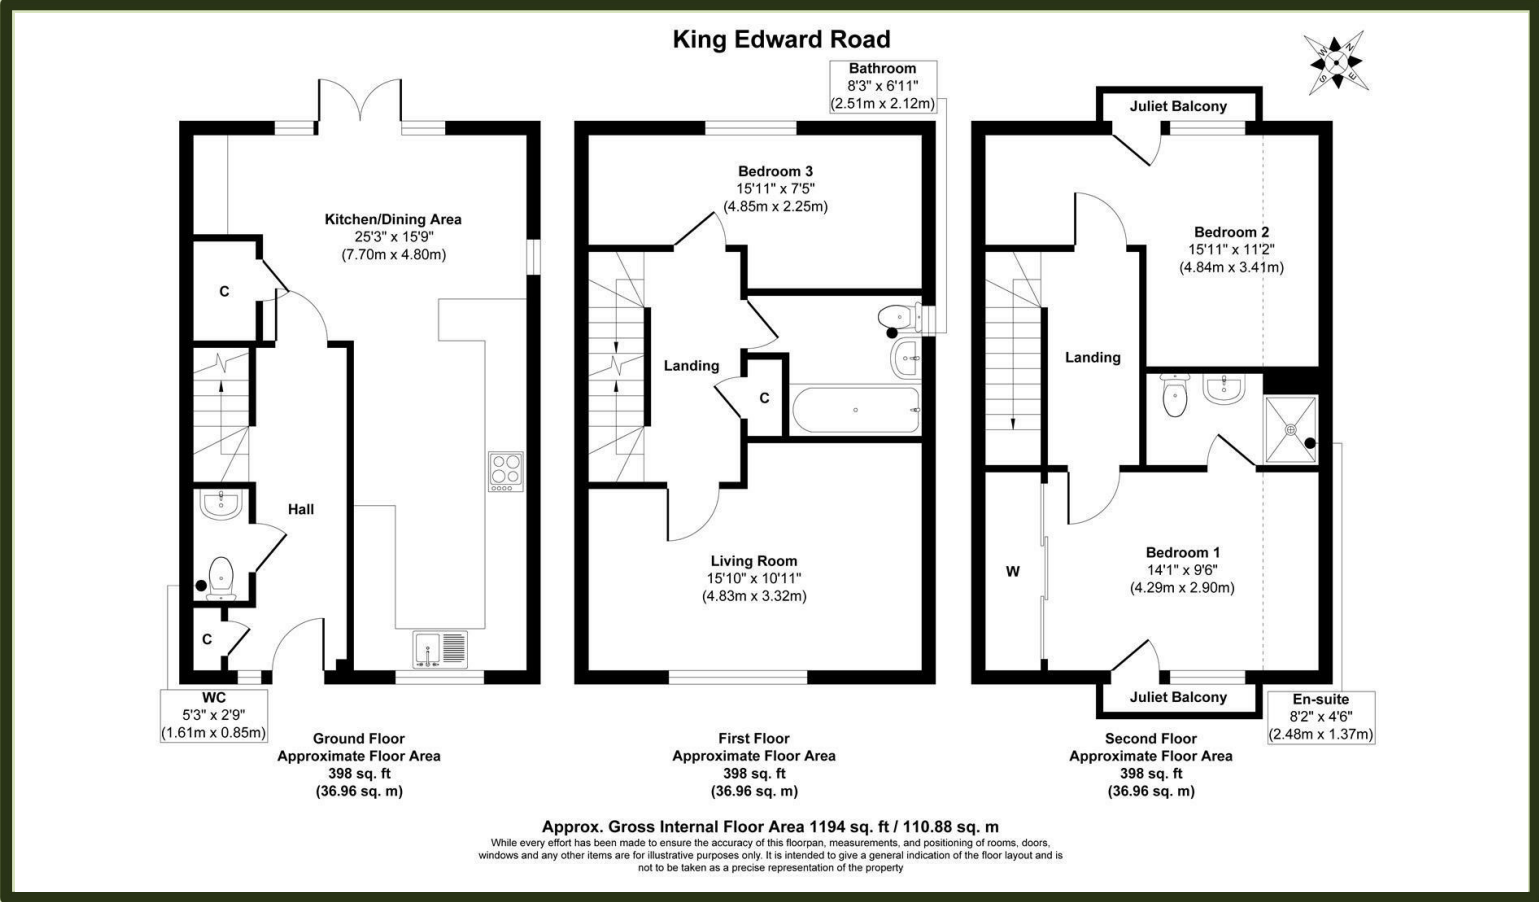 King Edward Road
N
E
S
W
Bathroom
8'3" x 6'11"
(2.51m x 2.12m)
Juliet Balcony
Kitchen/Dining Area
25'3" x 15'9"
(7.70m x 4.80m)
C
Hall
C
WC
5'3" x 2'9"
(1.61m x 0.85m)
Bedroom 3
15'11" x 7'5"
(4.85m x 2.25m)
Landing
C
Living Room
15'10" x 10'11"
(4.83m x 3.32m)
Bedroom 2
15'11" x 11'2"
(4.84m x 3.41m)
Landing
W
Bedroom 1
14'1" x 9'6"
(4.29m x 2.90m)
Juliet Balcony
En-suite
8'2" x 4'6"
(2.48m x 1.37m)
Ground Floor
Approximate Floor Area
398 sq. ft
(36.96 sq. m)
First Floor
Approximate Floor Area
398 sq. ft
(36.96 sq. m)
Second Floor
Approximate Floor Area
398 sq. ft
(36.96 sq. m)
Approx. Gross Internal Floor Area 1194 sq. ft / 110.88 sq. m
While every effort has been made to ensure the accuracy of this floorpan, measurements, and positioning of rooms, doors,
windows and any other items are for illustrative purposes only. It is intended to give a general indication of the floor layout and is
not to be taken as a precise representation of the property